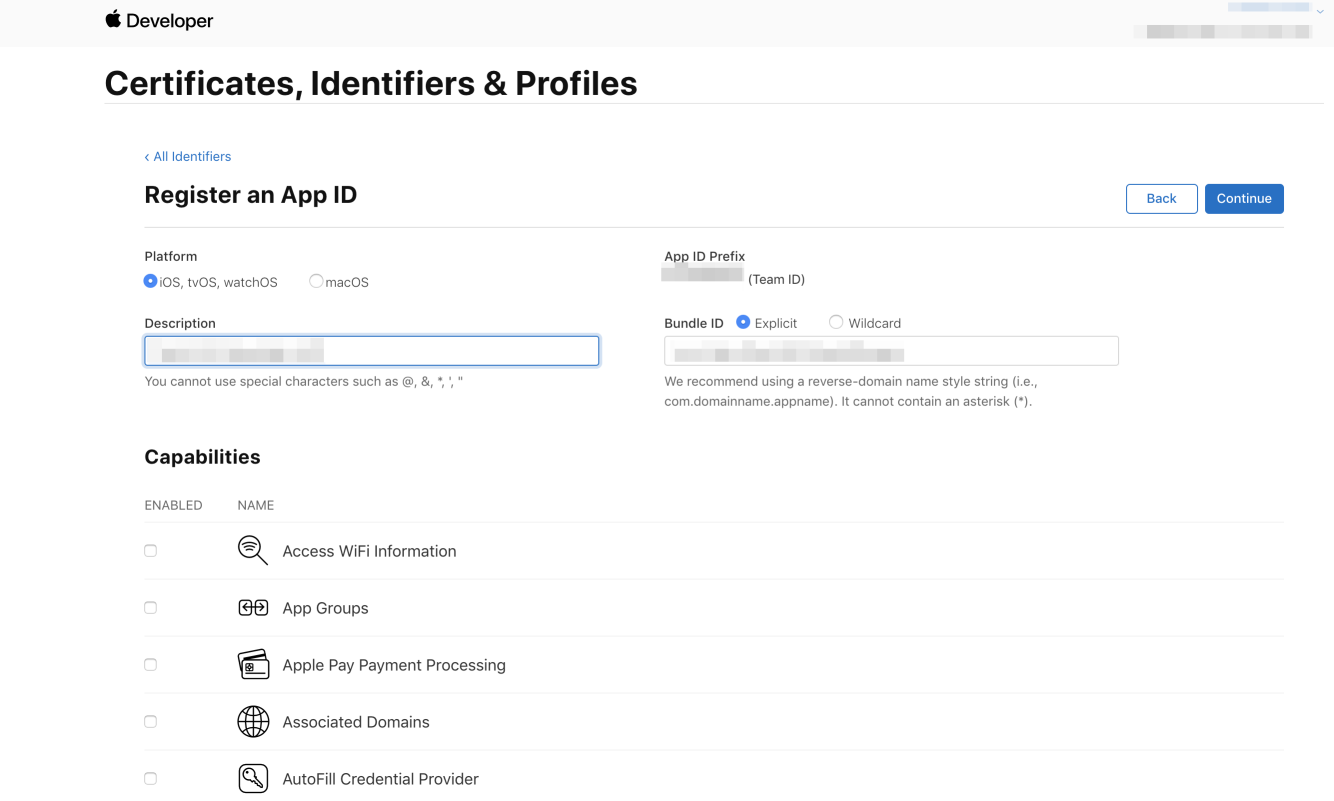 Developer
Certificates, Identifiers & Profiles
‹ All Identifiers
Register an App ID
Back
Continue
Platform
iOS, tvOS, watchOS
macOS
App ID Prefix
(Team ID)
Description
You cannot use special characters such as @, &, *, ', "
Bundle ID
Explicit
Wildcard
We recommend using a reverse-domain name style string (i.e.,
com.domainname.appname). It cannot contain an asterisk (*).
Capabilities
ENABLED
NAME
Access WiFi Information
App Groups
Apple Pay Payment Processing
Associated Domains
AutoFill Credential Provider